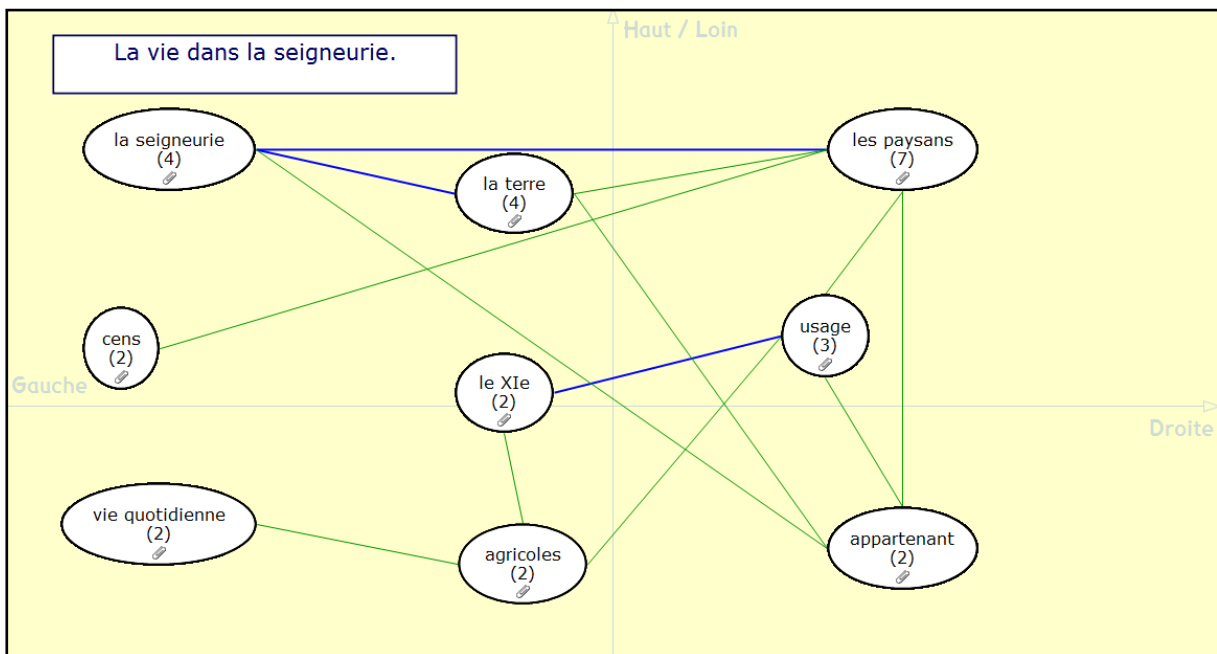 Haut / Loin
La vie dans la seigneurie.
la seigneurie
(4)
les paysans
(7)
la terre
(4)
cens
(2)
usage
(3)
le XIe
(2)
Gauche
Droite
vie quotidienne
(2)
agricoles
(2)
appartenant
(2)